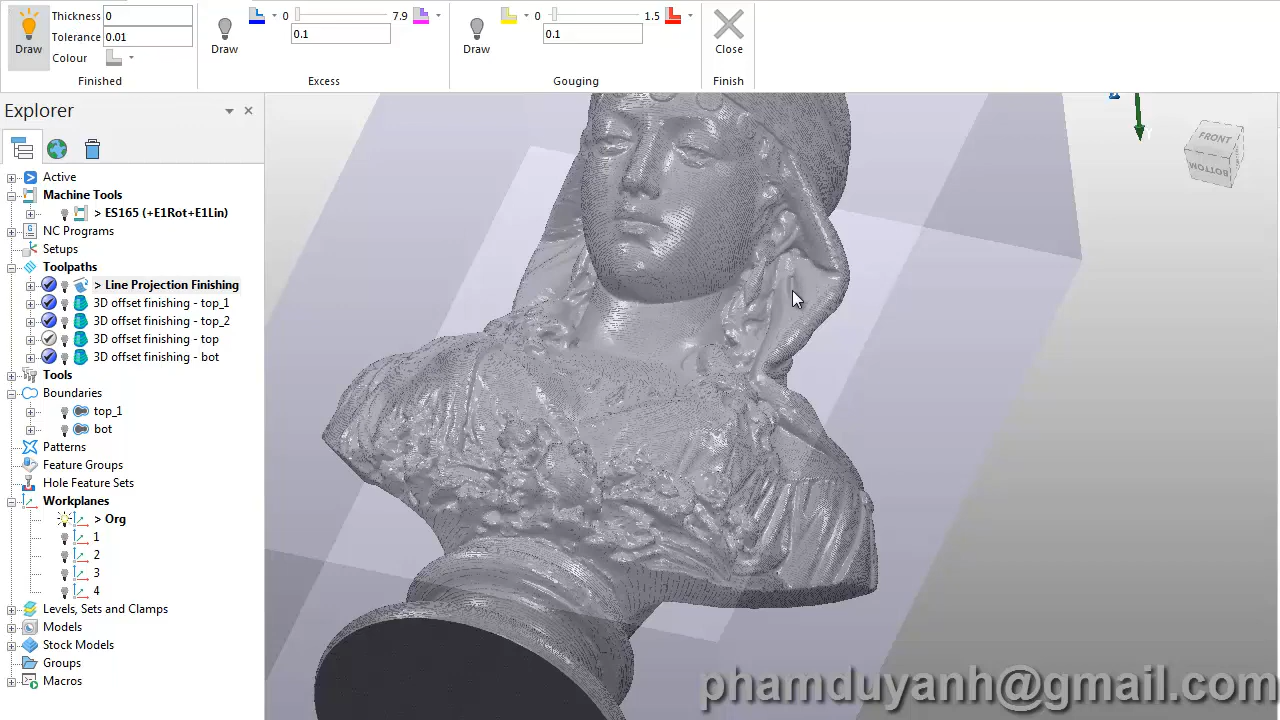 Thickness 0
Tolerance 0.01
Colour
Draw
Finished
Draw
0
7.9
0.1
Excess
Draw
0
1.5
0.1
Gouging
Close
Finish
Explorer
Active
Machine Tools
> ES165 (+E1Rot+E1Lin)
NC Programs
Setups
Toolpaths
> Line Projection Finishing
3D offset finishing - top_1
3D offset finishing - top_2
3D offset finishing - top
3D offset finishing - bot
Tools
Boundaries
top_1
bot
Patterns
Feature Groups
Hole Feature Sets
Workplanes
> Org
1
2
3
4
Levels, Sets and Clamps
Models
Stock Models
Groups
Macros
FRONT
BOTTOM
phamduyanh@gmail.com